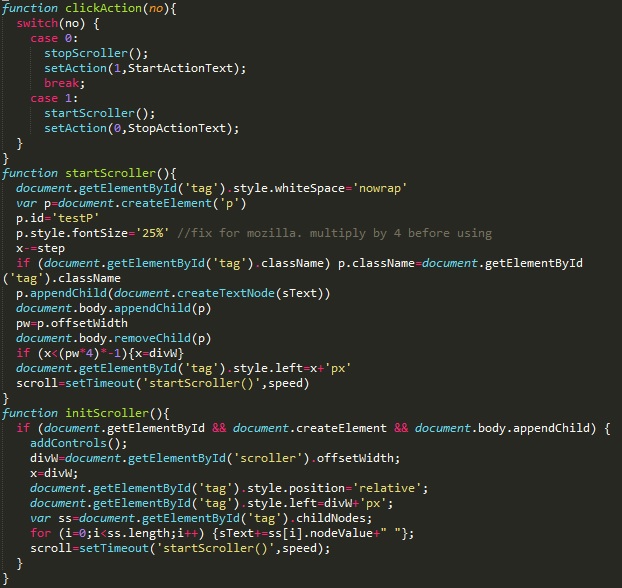 function clickAction(no){
switch(no) {
case 0:
stopScroller();
setAction(1,StartActionText);
break;
case 1:
startScroller();
setAction(0,StopActionText);
}
}
function startScroller(){
document.getElementById('tag').style.whiteSpace='nowrap'
var p=document.createElement('p')
p.id='testP'
p.style.fontSize='25%' //fix for mozilla. multiply by 4 before using
x-=step
if (document.getElementById('tag').className) p.className=document.getElementById
('tag').className
p.appendChild(document.createTextNode(sText))
document.body.appendChild(p)
pw=p.offsetWidth
document.body.removeChild(p)
if (x<(pw*4)*-1){x=divW}
document.getElementById('tag').style.left=x+'px'
scroll=setTimeout('startScroller()',speed)
}
function initScroller(){
if (document.getElementById && document.createElement && document.body.appendChild) {
addControls();
divW=document.getElementById('scroller').offsetWidth;
x=divW;
document.getElementById('tag').style.position='relative';
document.getElementById('tag').style.left=divW+'px';
var ss=document.getElementById('tag').childNodes;
for (i=0;i<ss.length;i++) {sText+=ss[i].nodeValue+" "};
scroll=setTimeout('startScroller()',speed);
}
}